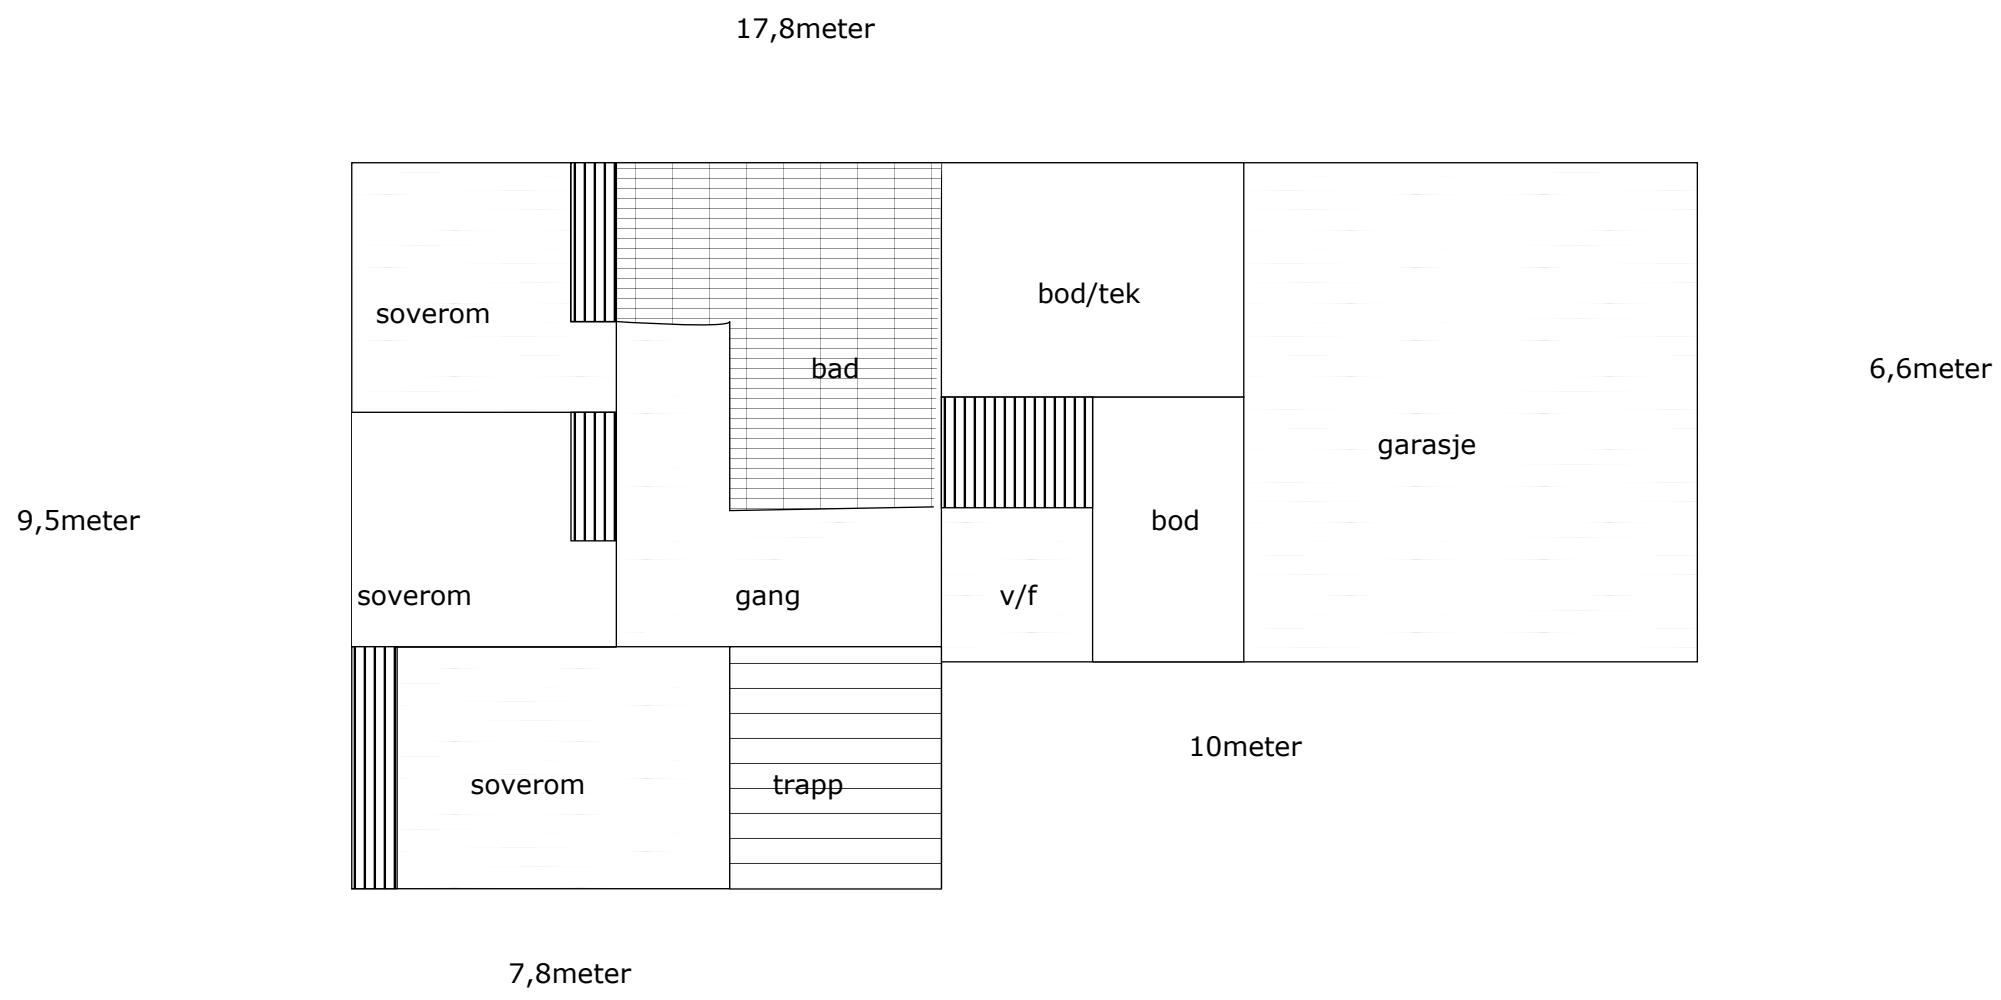 17,8meter
bod/tek
soverom
bad
6,6meter
garasje
9,5meter
bod
soverom
gang
v/f
10meter
soverom
trapp
7,8meter